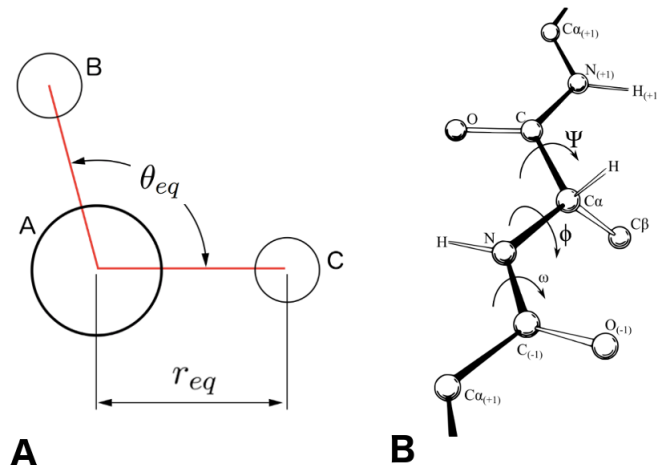 B
A
θeq
C
req
A
Cα(+1)
N(+1)
H(+1
O
C
Ψ
H
Cα
Cβ
ϕ
H
N
ω
C(-1)
O(-1)
Cα(+1)
B